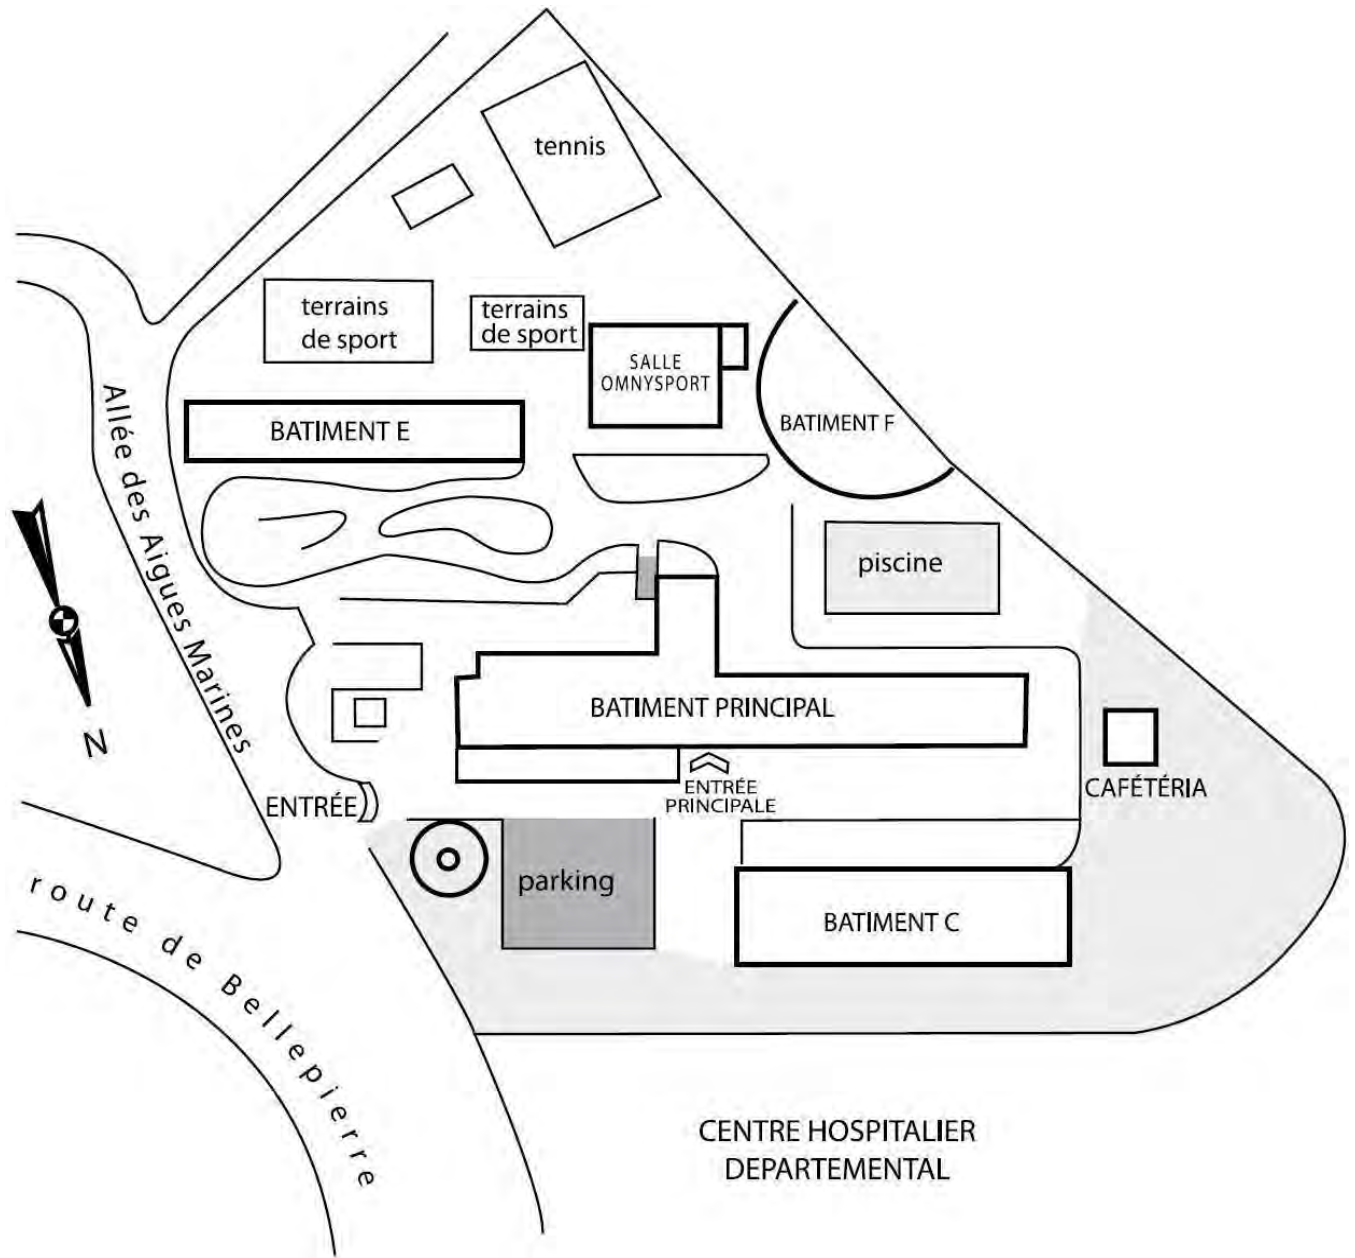 tennis
terrains
de sport
terrains
de sport
SALLE
OMNYSPORT
BATIMENT E
BATIMENT F
Allée des Aigues Marines
piscine
N
BATIMENT PRINCIPAL
ENTRÉE
PRINCIPALE
CAFÉTÉRIA
ENTRÉE
parking
BATIMENT C
route de Bellepierre
CENTRE HOSPITALIER
DEPARTEMENTAL